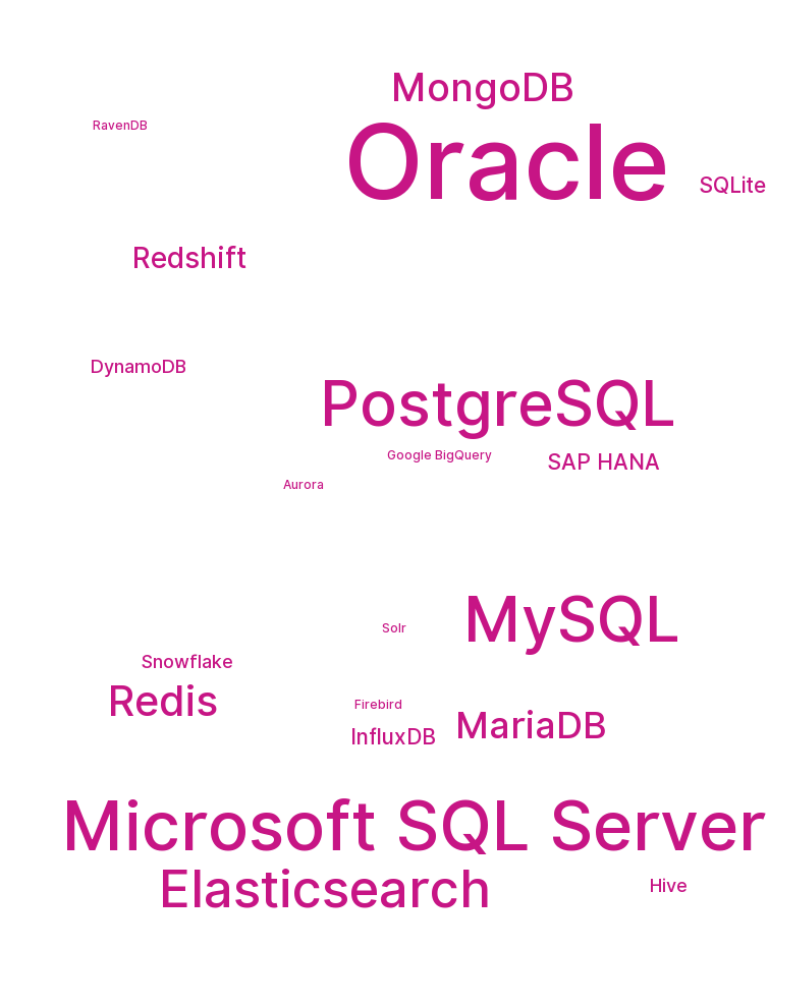 MongoDB
RavenDB
Oracle
SQLite
Redshift
DynamoDB
PostgreSQL
Google BigQuery
SAP HANA
Aurora
MySQL
Solr
Snowflake
Redis
Firebird
MariaDB
InfluxDB
Microsoft SQL Server
Elasticsearch
Hive